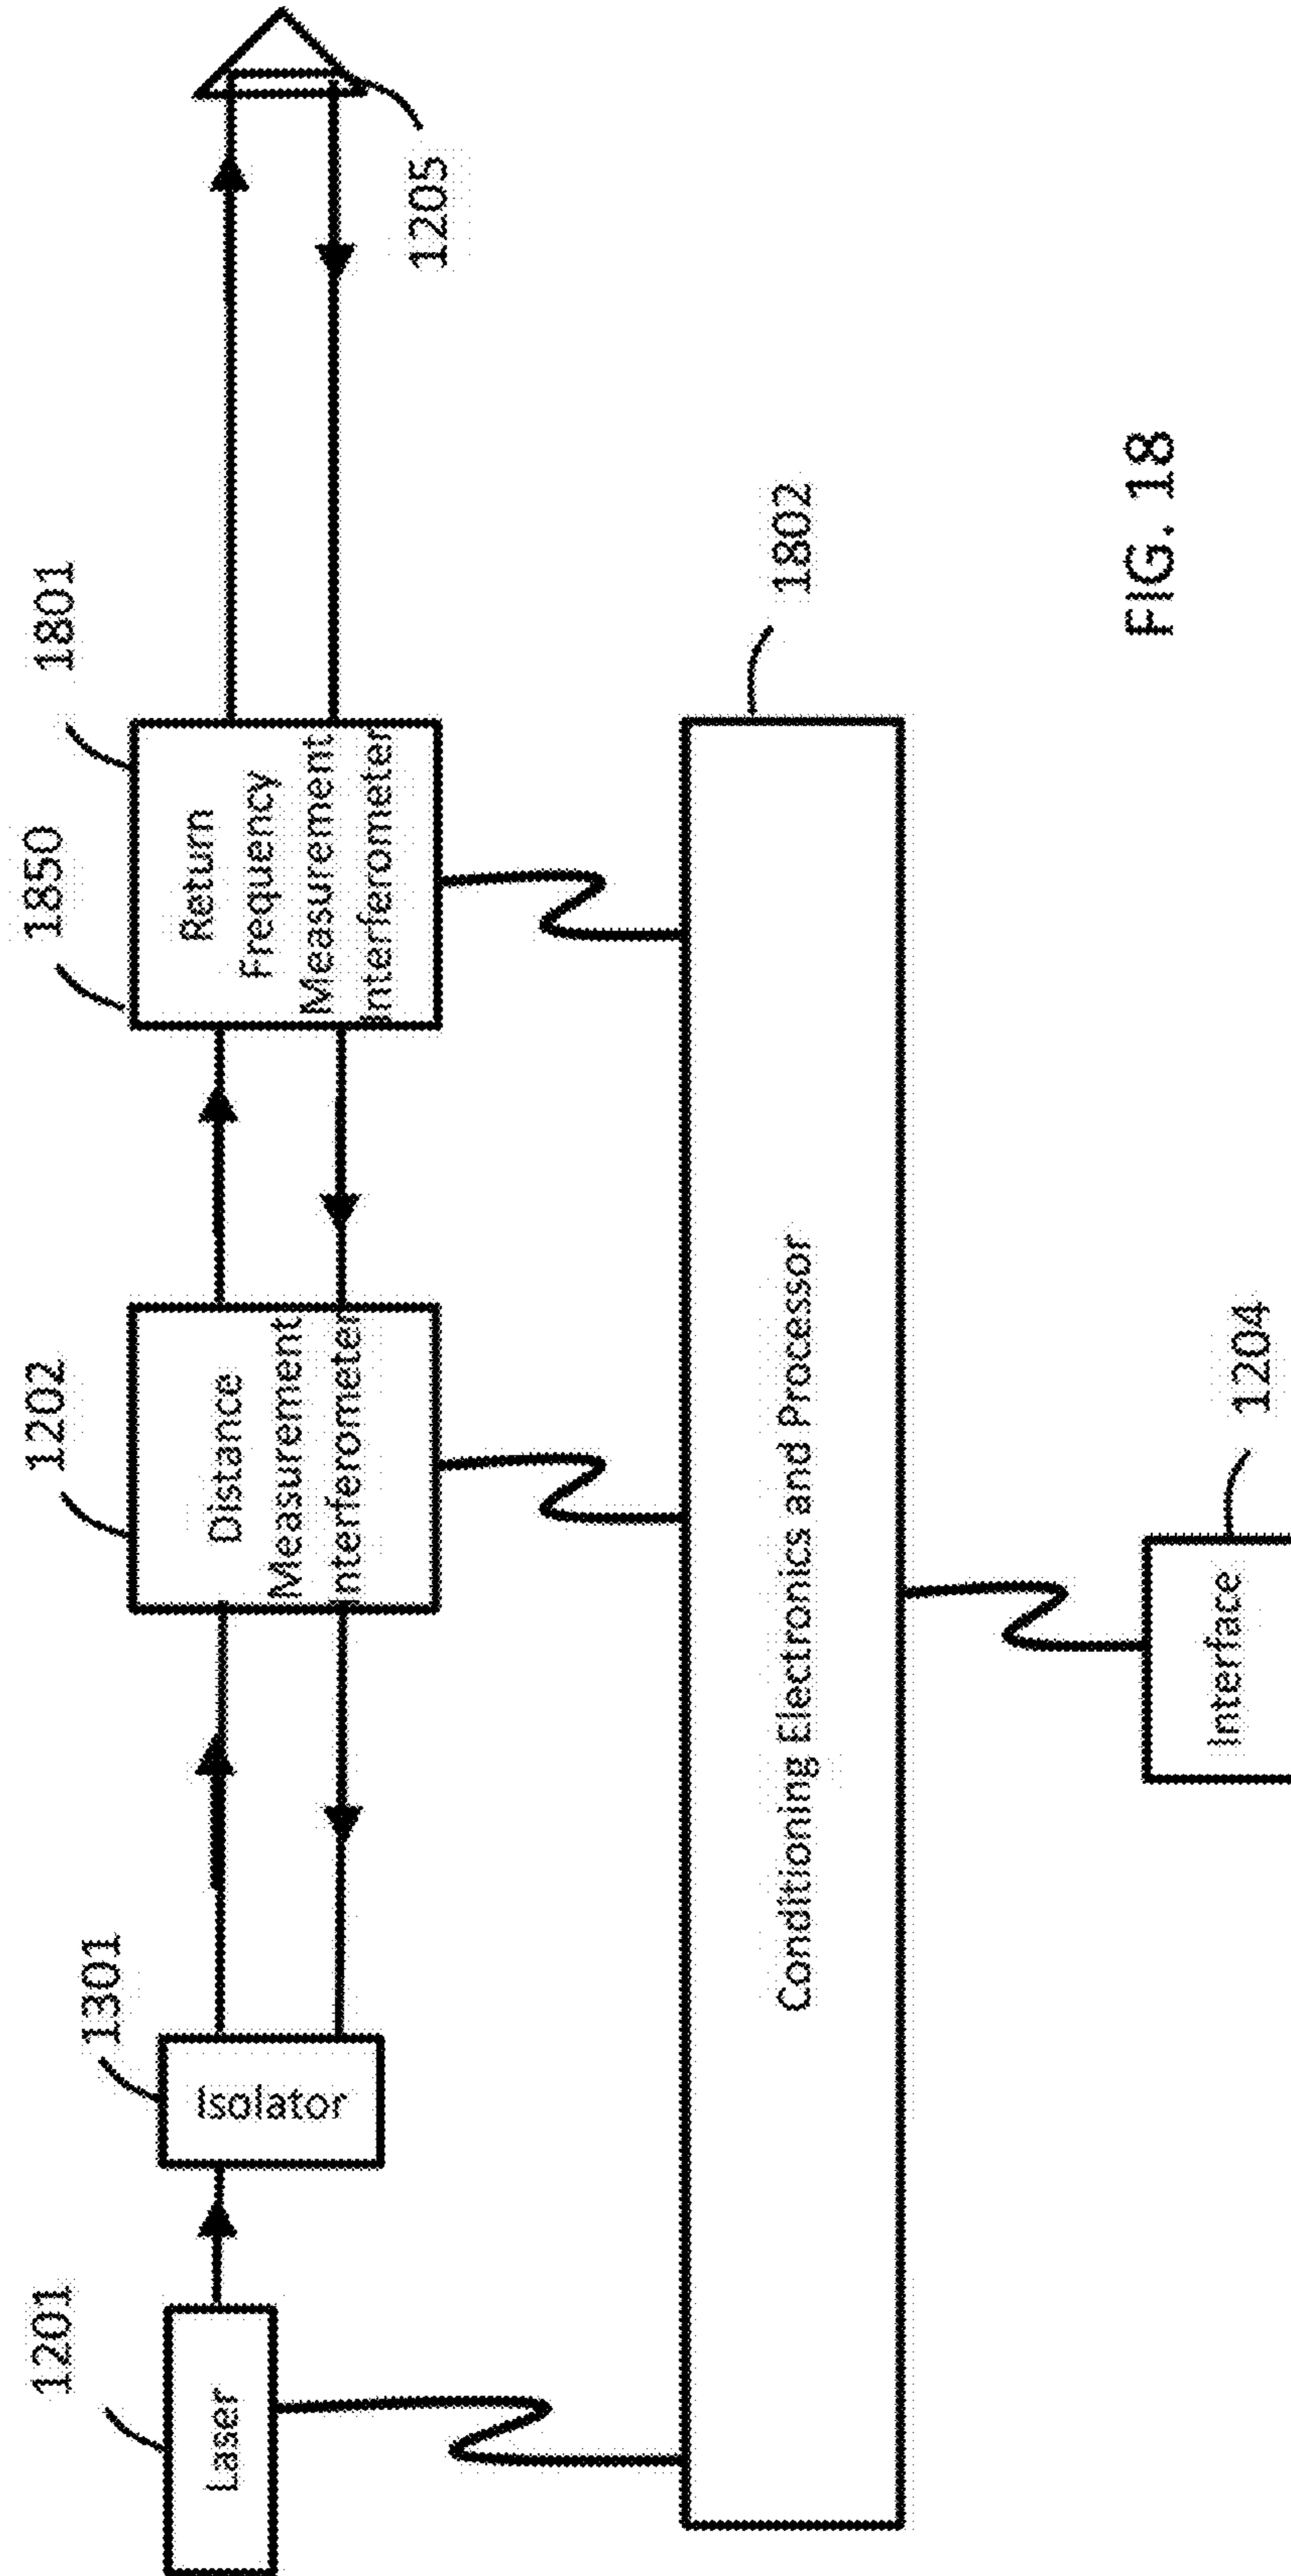 1201
1301
1202
1850
1801
Laser
Isolator
Distance
Measurement
Interferometer
Return
Frequency
Measurement
Interferometer
1205
Conditioning Electronics and Processor
1802
Interface
1204
FIG. 18